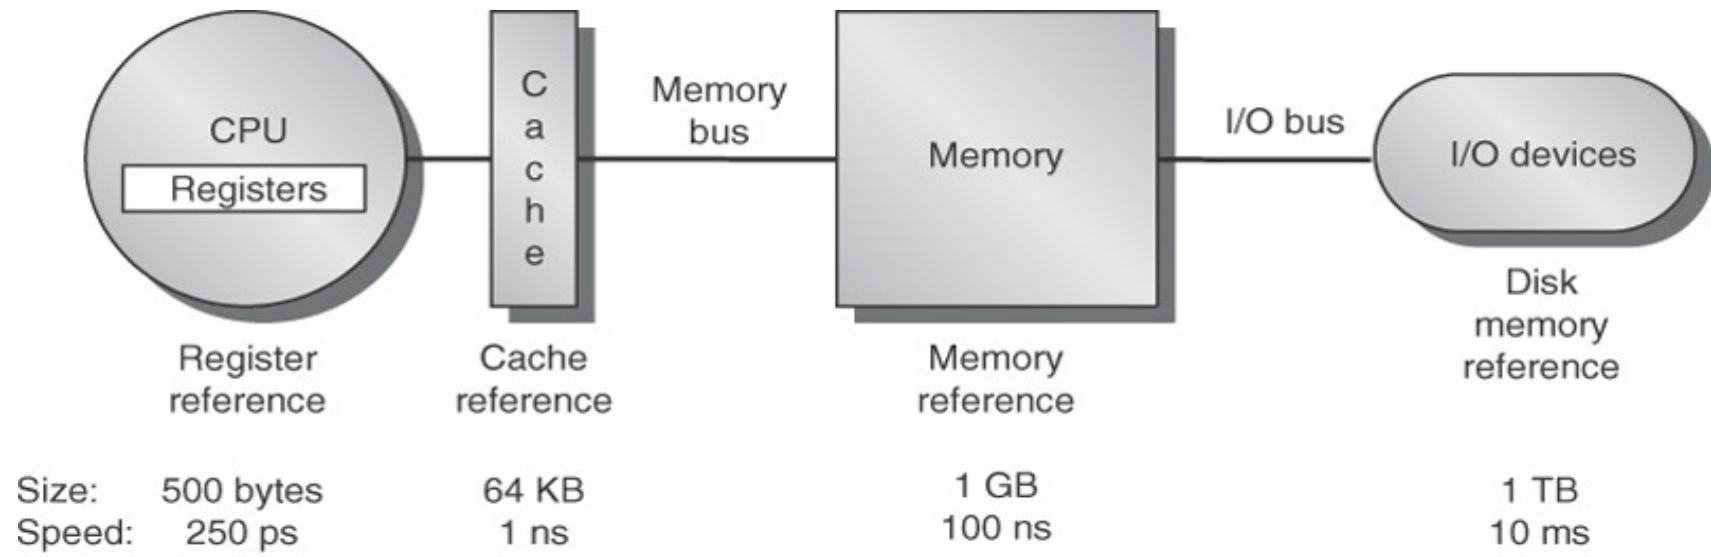 CPU
Registers
C
a
c
h
e
Memory
bus
Memory
I/O bus
I/O devices
Register
reference
Cache
reference
Memory
reference
Disk
memory
reference
Size: 500 bytes 64 KB 1 GB 1 TB
Speed: 250 ps 1 ns 100 ns 10 ms